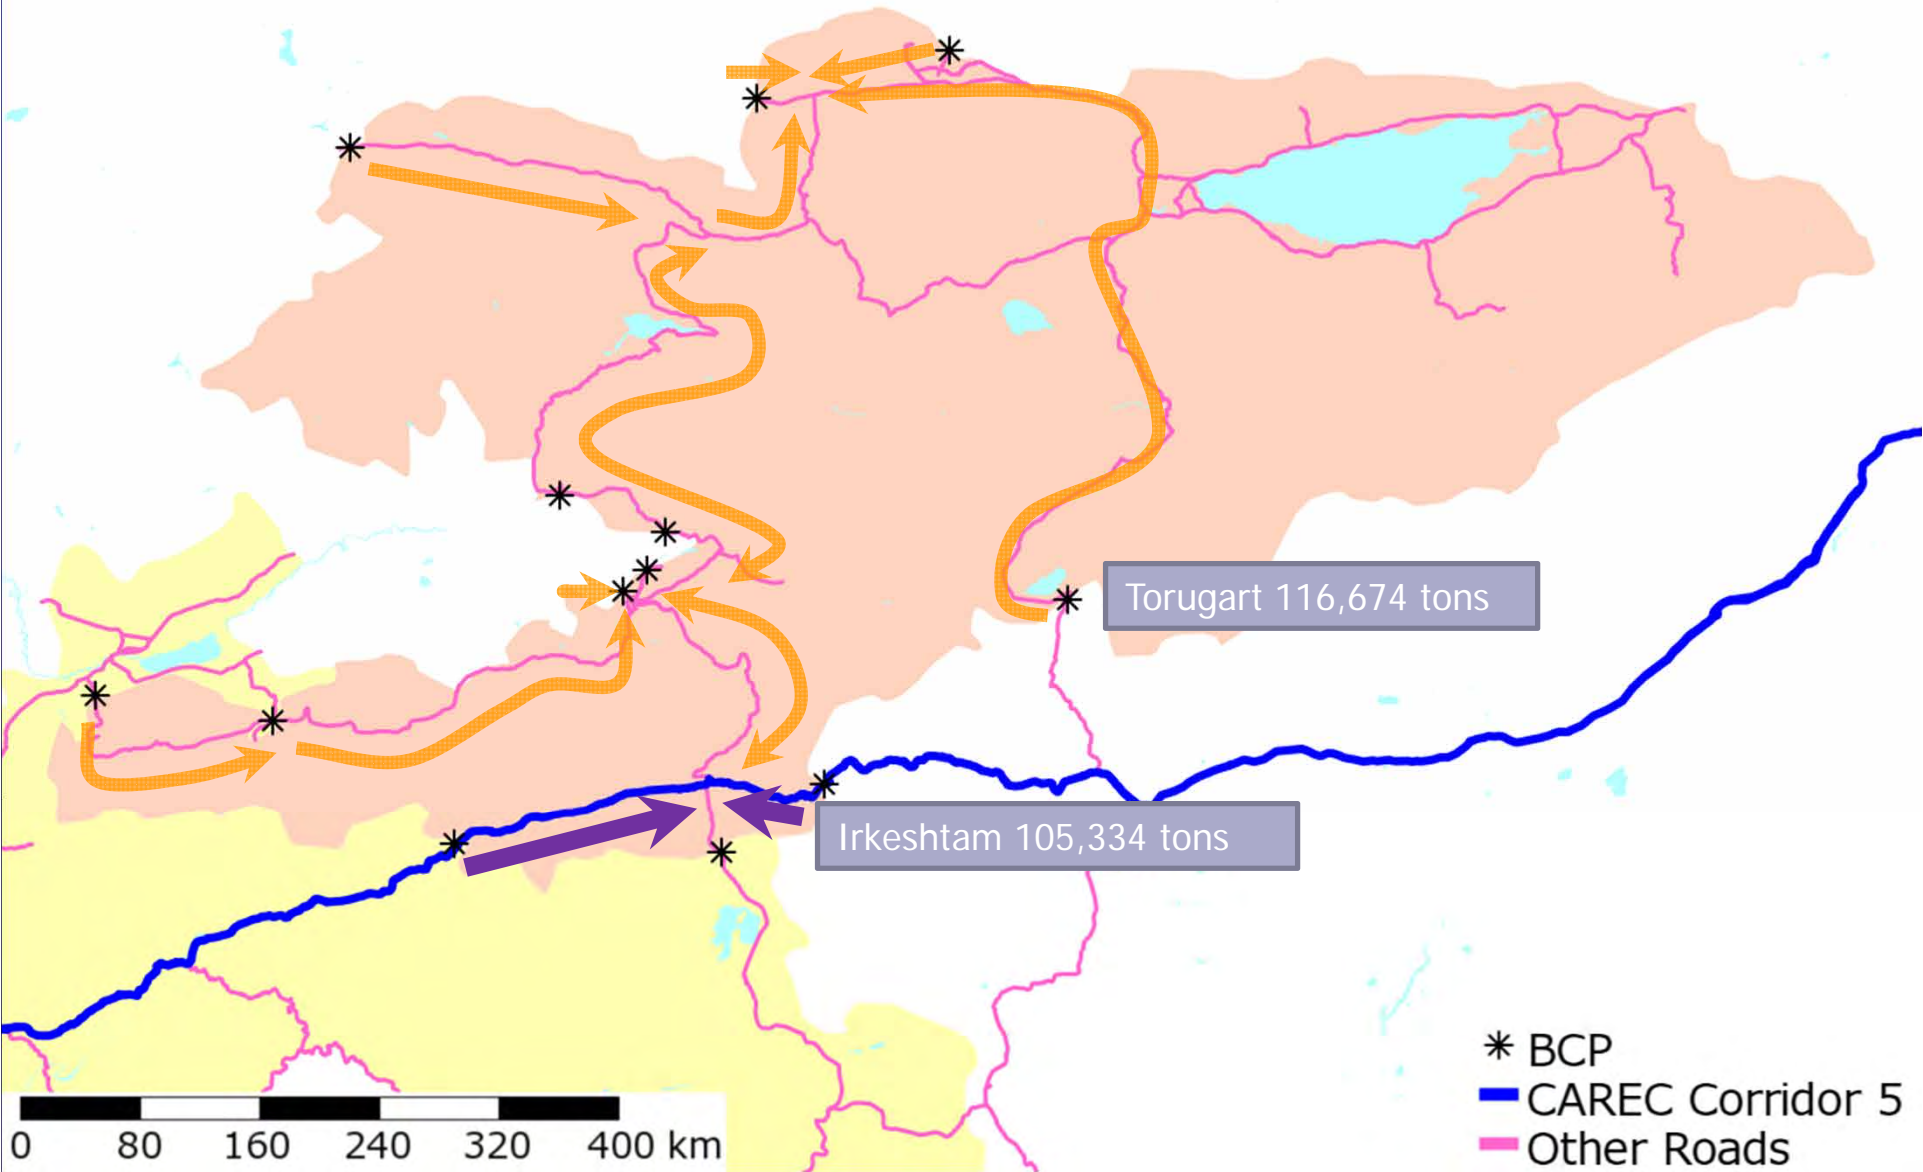 Torugart 116,674 tons
Irkeshtam 105,334 tons
BCP
CAREC Corridor 5
Other Roads
0 80 160 240 320 400 km